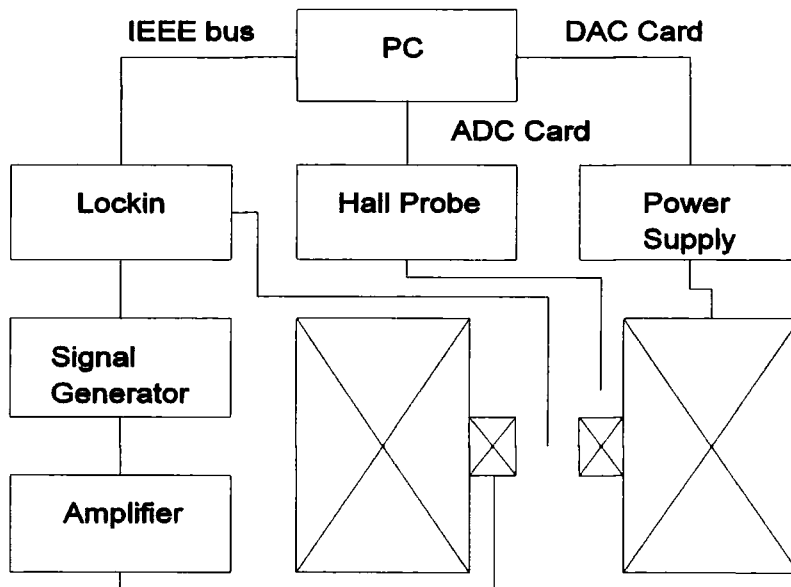 IEEE bus
PC
DAC Card
ADC Card
Lockin
Hall Probe
Power
Supply
Signal
Generator
Amplifier